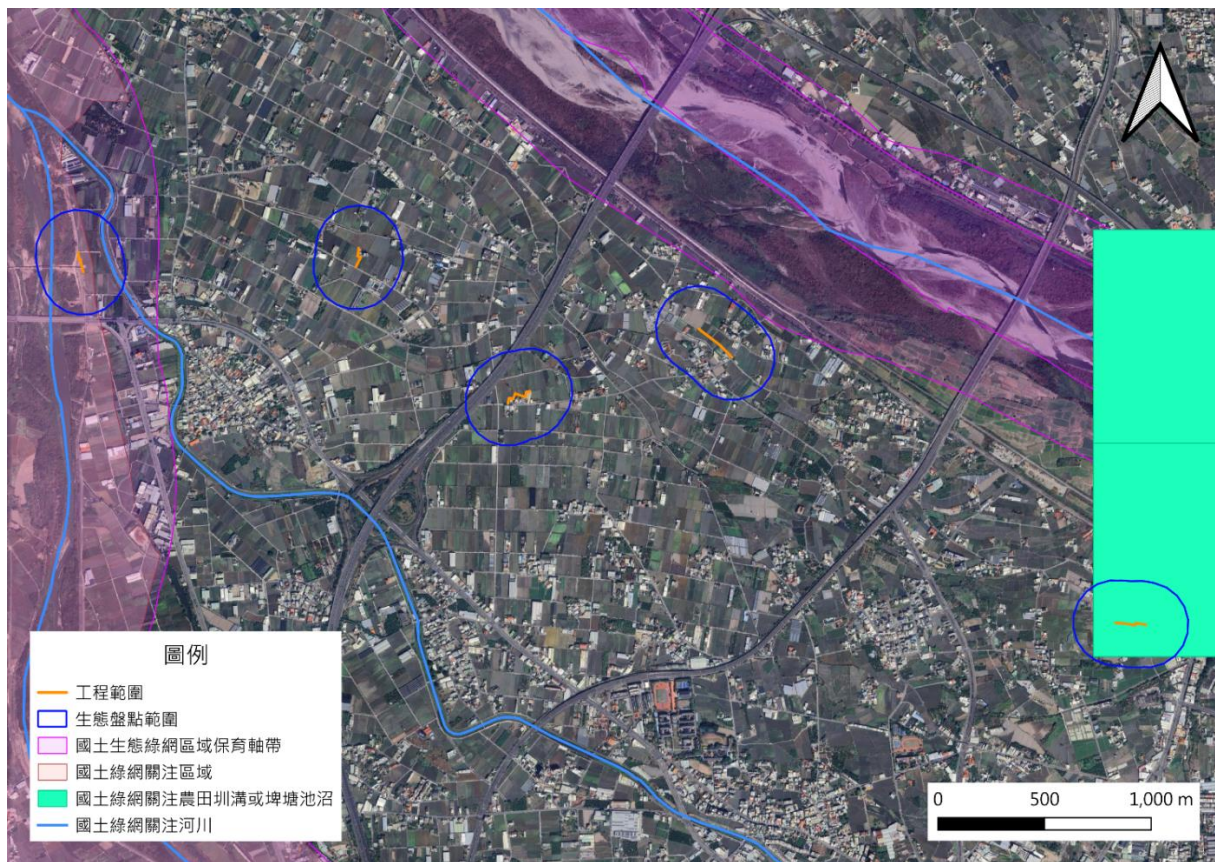 圖例
工程範圍
生態盤點範圍
國土生態綠網區域保育軸帶
國土綠網關注區域
國土綠網關注農田圳溝或埤塘池沼
國土綠網關注河川
0 500 1,000 m